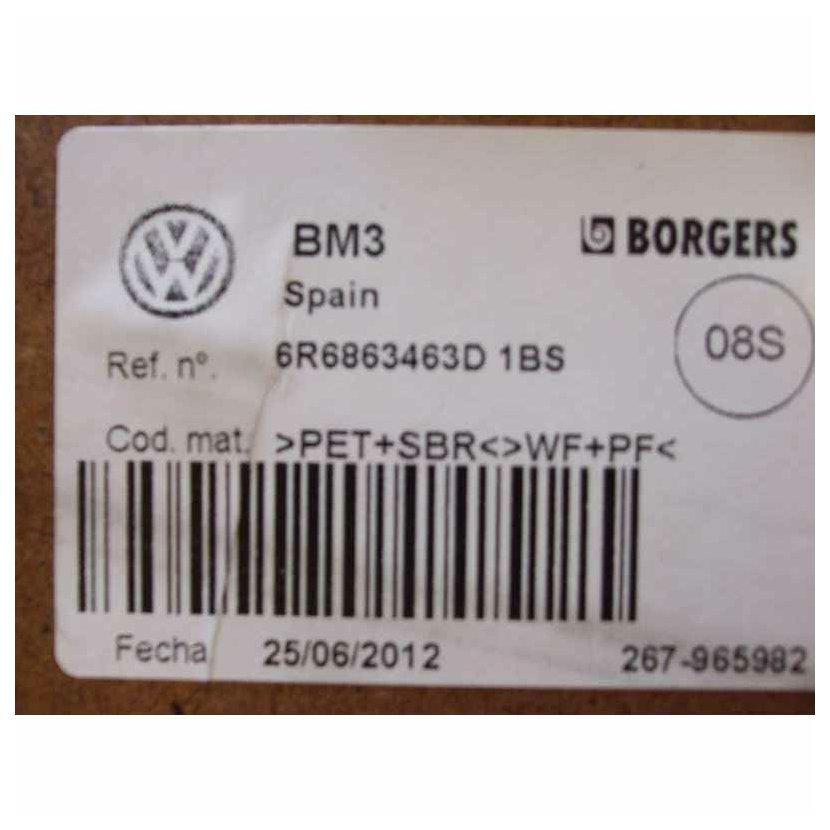 BM3
BORGERS
Spain
08S
Ref. nº. 6R6863463D 1BS
Cod. mat. >PET+SBR<>WF+PF<
Fecha 25/06/2012 267-965982